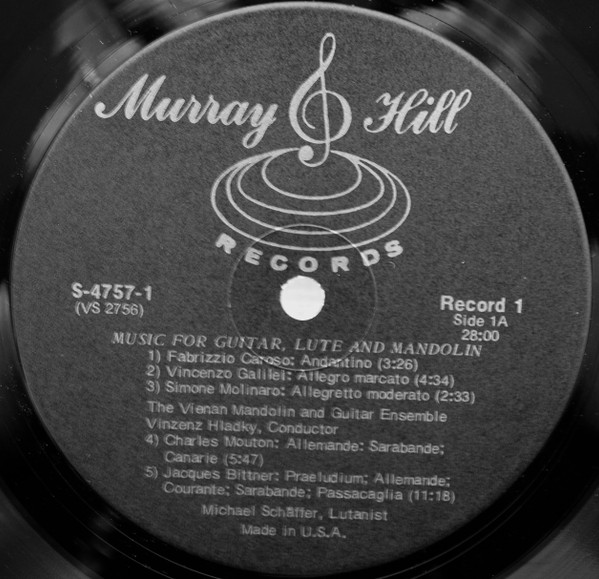 Murray Hill
RECORDS
S-4757-1
(VS 2756)
Record 1
Side 1A
28:00
MUSIC FOR GUITAR, LUTE AND MANDOLIN
1) Fabrizzio Caroso: Andantino (3:26)
2) Vincenzo Galilei: Allegro marcato (4:34)
3) Simone Molinaro: Allegretto moderato (2:33)
The Vienan Mandolin and Guitar Ensemble
Vinzenz Hladky, Conductor
4) Charles Mouton: Allemande: Sarabande;
Canarie (5:47)
5) Jacques Bittner: Praeludium; Allemande;
Courante; Sarabande; Passacaglia (11:18)
Michael Schäffer, Lutanist
Made in U.S.A.